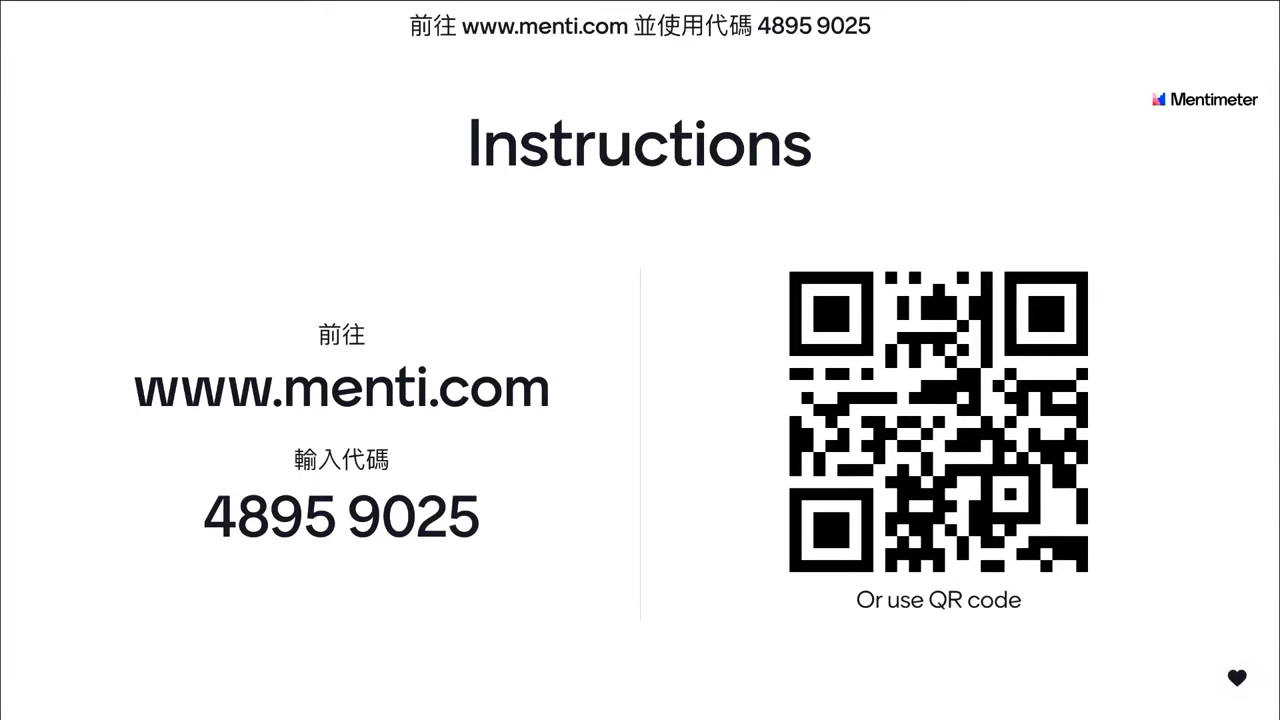 前往 www.menti.com 並使用代碼 4895 9025
Mentimeter
Instructions
前往
www.menti.com
輸入代碼
4895 9025
Or use QR code